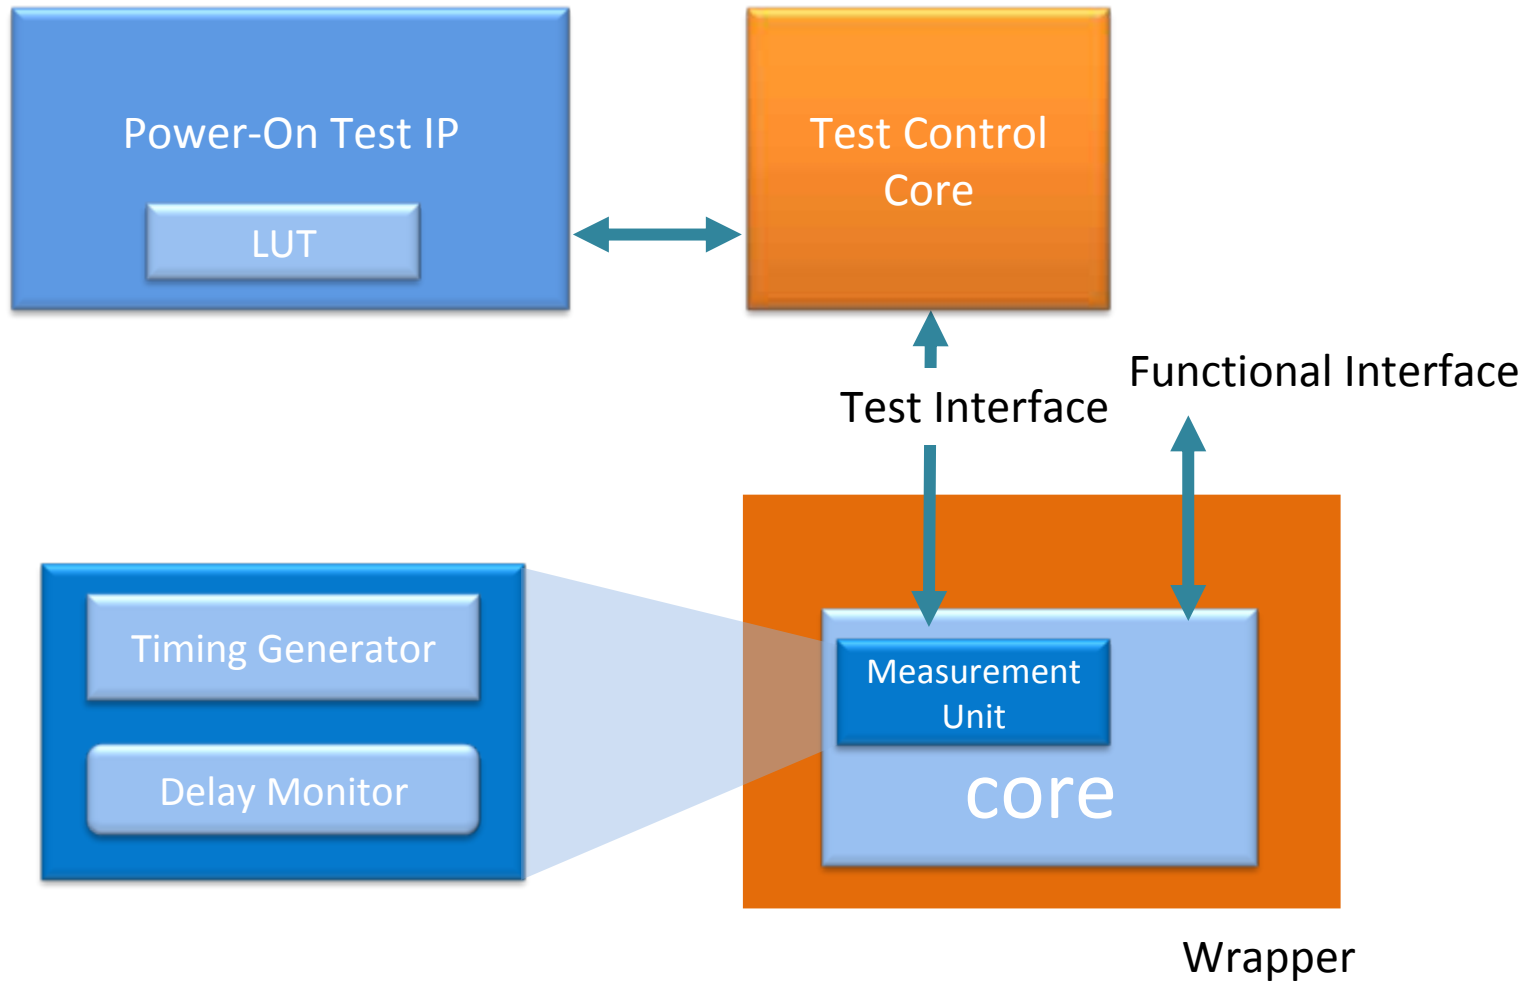 Power-On Test IP
LUT
Test Control
Core
Functional Interface
Test Interface
Timing Generator
Delay Monitor
Measurement
Unit
core
Wrapper